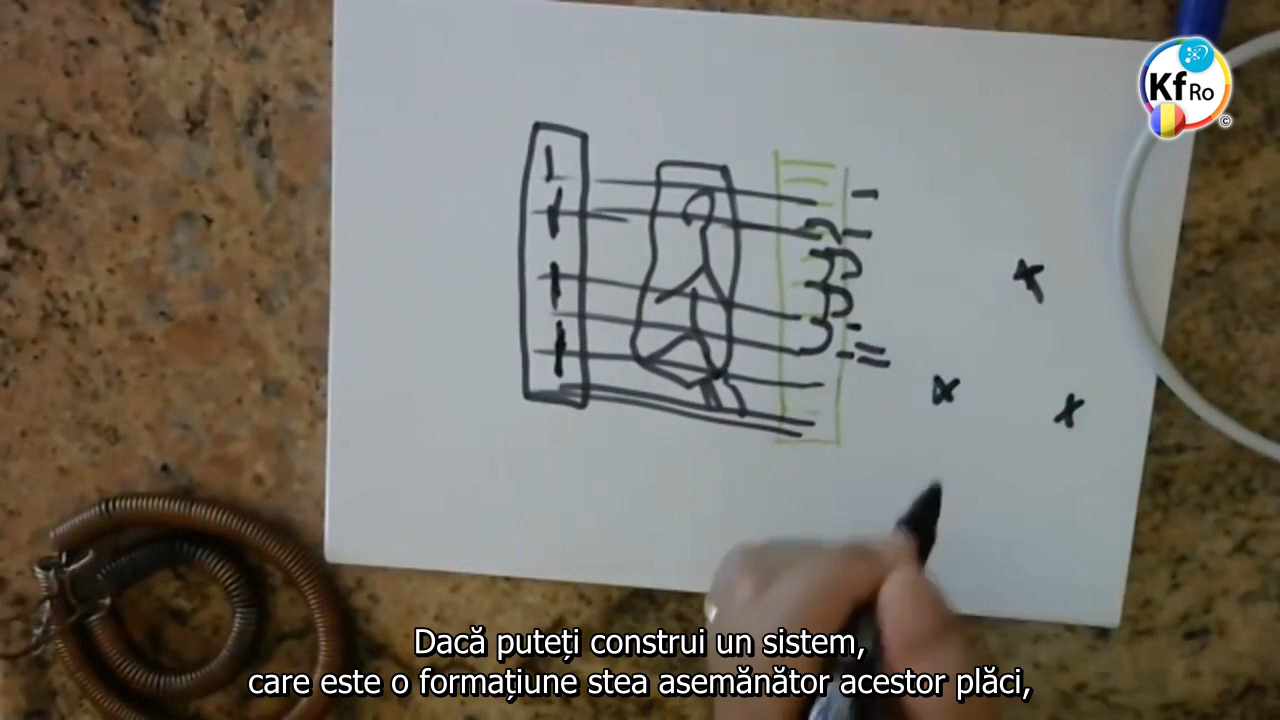 Kf Ro
©
Dacă puteți construi un sistem,
care este o formațiune stea asemănător acestor plăci,